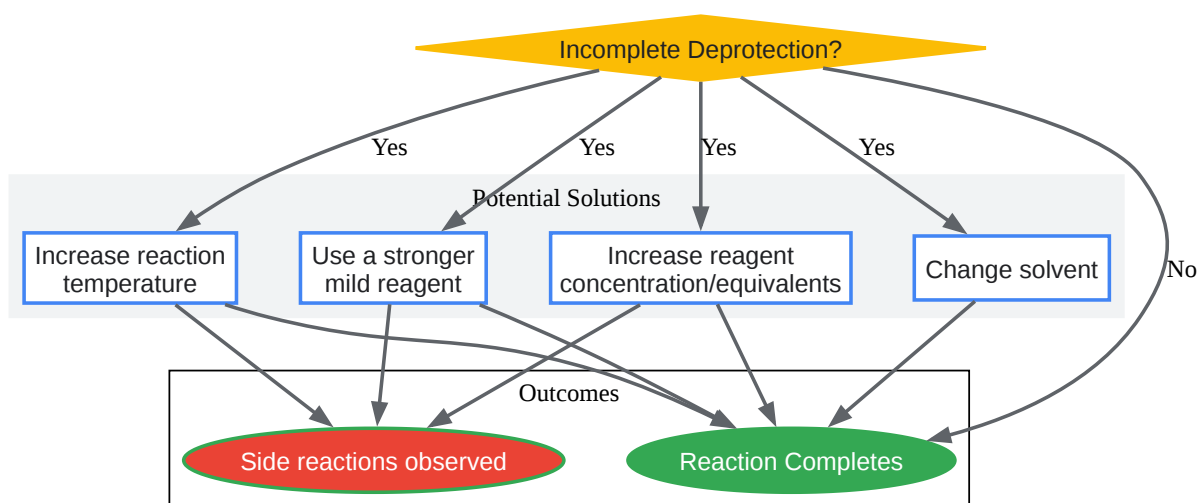 Incomplete Deprotection?
Yes
Yes
Yes
Yes
Potential Solutions
Increase reaction
temperature
Use a stronger
mild reagent
Increase reagent
concentration/equivalents
Change solvent
No
Outcomes
Side reactions observed
Reaction Completes